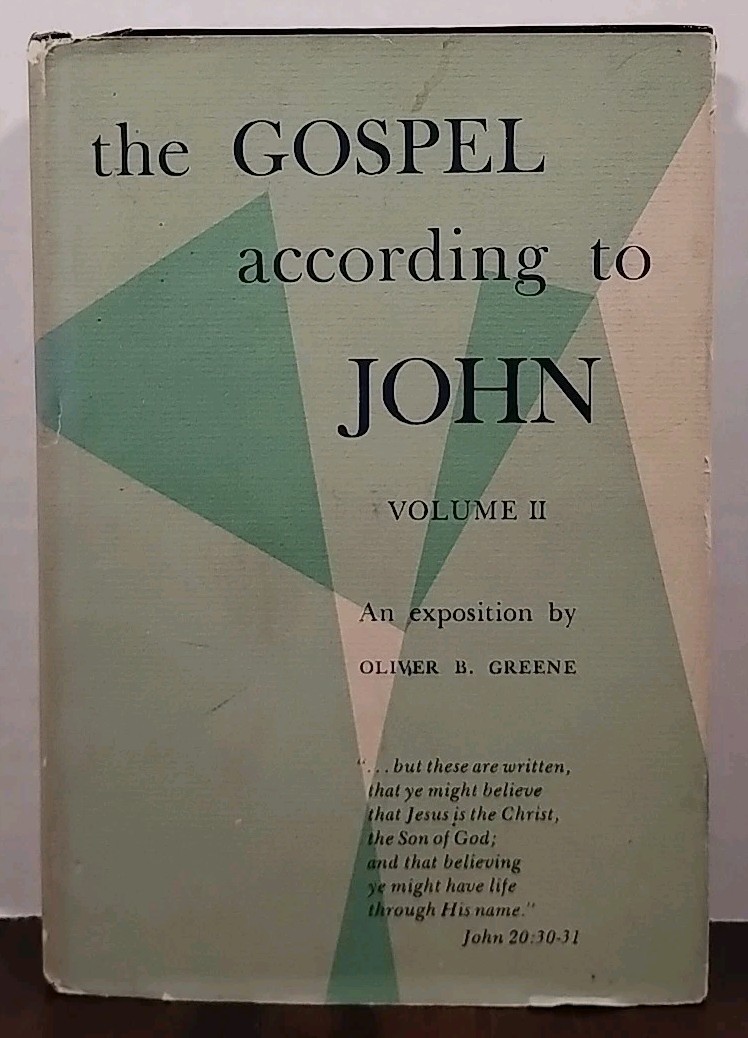 the GOSPEL
according to
JOHN
VOLUME II
An exposition by
OLIVER B. GREENE
"...but these are written,
that ye might believe
that Jesus is the Christ,
the Son of God;
and that believing
ye might have life
through His name."
John 20:30-31